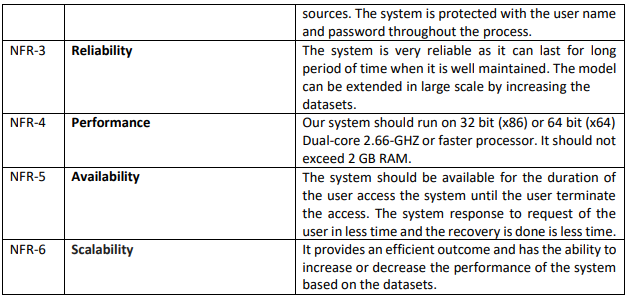 sources. The system is protected with the user name
and password throughout the process.
NFR-3 Reliability The system is very reliable as it can last for long
period of time when it is well maintained. The model
can be extended in large scale by increasing the
datasets.
NFR-4 Performance Our system should run on 32 bit (x86) or 64 bit (x64)
Dual-core 2.66-GHZ or faster processor. It should not
exceed 2 GB RAM.
NFR-5 Availability The system should be available for the duration of
the user access the system until the user terminate
the access. The system response to request of the
user in less time and the recovery is done is less time.
NFR-6 Scalability It provides an efficient outcome and has the ability to
increase or decrease the performance of the system
based on the datasets.